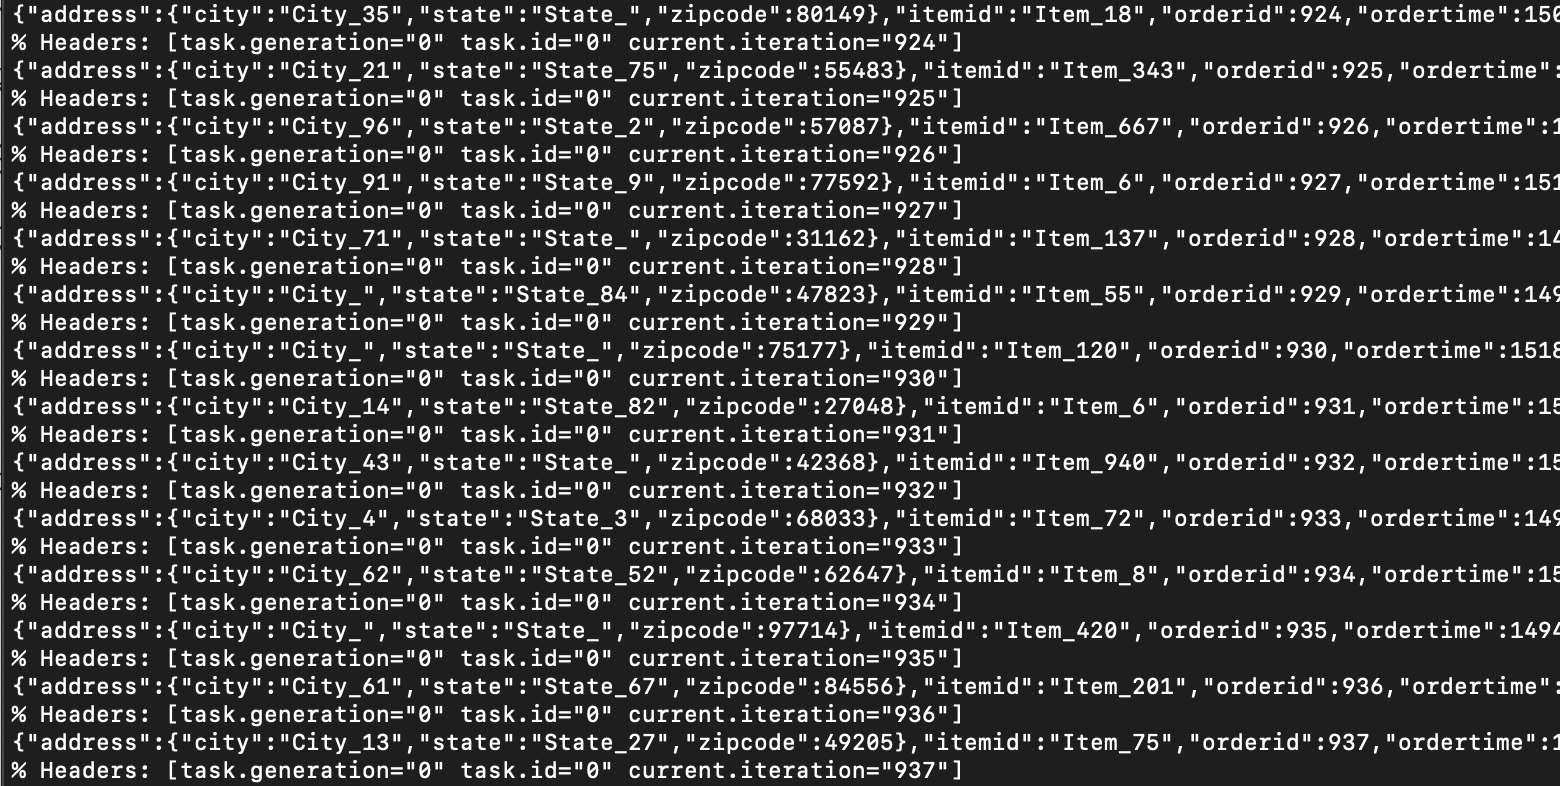 {"address":{"city":"City_35","state":"State_","zipcode":80149},"itemid":"Item_18","orderid":924,"ordertime":150
% Headers: [task.generation="0" task.id="0" current.iteration="924"]
{"address":{"city":"City_21","state":"State_75","zipcode":55483},"itemid":"Item_343","orderid":925,"ordertime":
% Headers: [task.generation="0" task.id="0" current.iteration="925"]
{"address":{"city":"City_96","state":"State_2","zipcode":57087},"itemid":"Item_667","orderid":926,"ordertime":1
% Headers: [task.generation="0" task.id="0" current.iteration="926"]
{"address":{"city":"City_91","state":"State_9","zipcode":77592},"itemid":"Item_6","orderid":927,"ordertime":151
% Headers: [task.generation="0" task.id="0" current.iteration="927"]
{"address":{"city":"City_71","state":"State_","zipcode":31162},"itemid":"Item_137","orderid":928,"ordertime":14
% Headers: [task.generation="0" task.id="0" current.iteration="928"]
{"address":{"city":"City_","state":"State_84","zipcode":47823},"itemid":"Item_55","orderid":929,"ordertime":149
% Headers: [task.generation="0" task.id="0" current.iteration="929"]
{"address":{"city":"City_","state":"State_","zipcode":75177},"itemid":"Item_120","orderid":930,"ordertime":1518
% Headers: [task.generation="0" task.id="0" current.iteration="930"]
{"address":{"city":"City_14","state":"State_82","zipcode":27048},"itemid":"Item_6","orderid":931,"ordertime":15
% Headers: [task.generation="0" task.id="0" current.iteration="931"]
{"address":{"city":"City_43","state":"State_","zipcode":42368},"itemid":"Item_940","orderid":932,"ordertime":15
% Headers: [task.generation="0" task.id="0" current.iteration="932"]
{"address":{"city":"City_4","state":"State_3","zipcode":68033},"itemid":"Item_72","orderid":933,"ordertime":149
% Headers: [task.generation="0" task.id="0" current.iteration="933"]
{"address":{"city":"City_62","state":"State_52","zipcode":62647},"itemid":"Item_8","orderid":934,"ordertime":15
% Headers: [task.generation="0" task.id="0" current.iteration="934"]
{"address":{"city":"City_","state":"State_","zipcode":97714},"itemid":"Item_420","orderid":935,"ordertime":1494
% Headers: [task.generation="0" task.id="0" current.iteration="935"]
{"address":{"city":"City_61","state":"State_67","zipcode":84556},"itemid":"Item_201","orderid":936,"ordertime":
% Headers: [task.generation="0" task.id="0" current.iteration="936"]
{"address":{"city":"City_13","state":"State_27","zipcode":49205},"itemid":"Item_75","orderid":937,"ordertime":1
% Headers: [task.generation="0" task.id="0" current.iteration="937"]